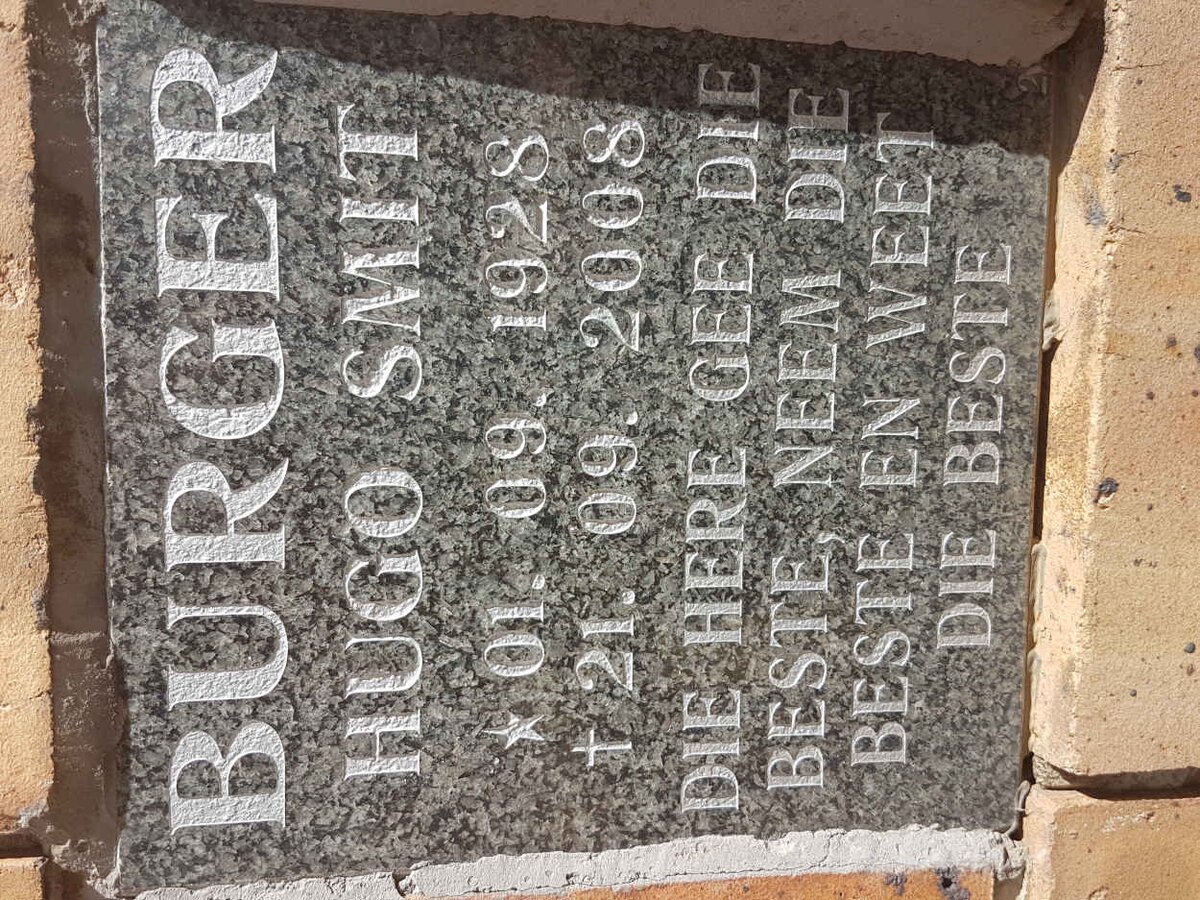 BURGER
HUGO SMIT
☆ 01. 09. 1928
† 21. 09. 2008
DIE HERE GEE DIE
BESTE, NEEM DIE
BESTE EN WEET
DIE BESTE